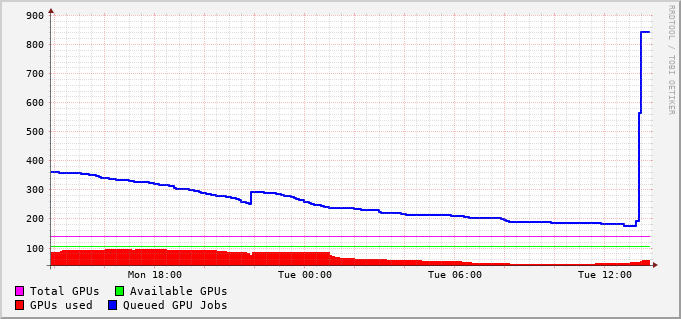 900
800
700
600
500
400
300
200
100
Mon 18:00 Tue 00:00 Tue 06:00 Tue 12:00
Total GPUs Available GPUs
GPUs used Queued GPU Jobs
RRDTOOL / TOBI OETIKER